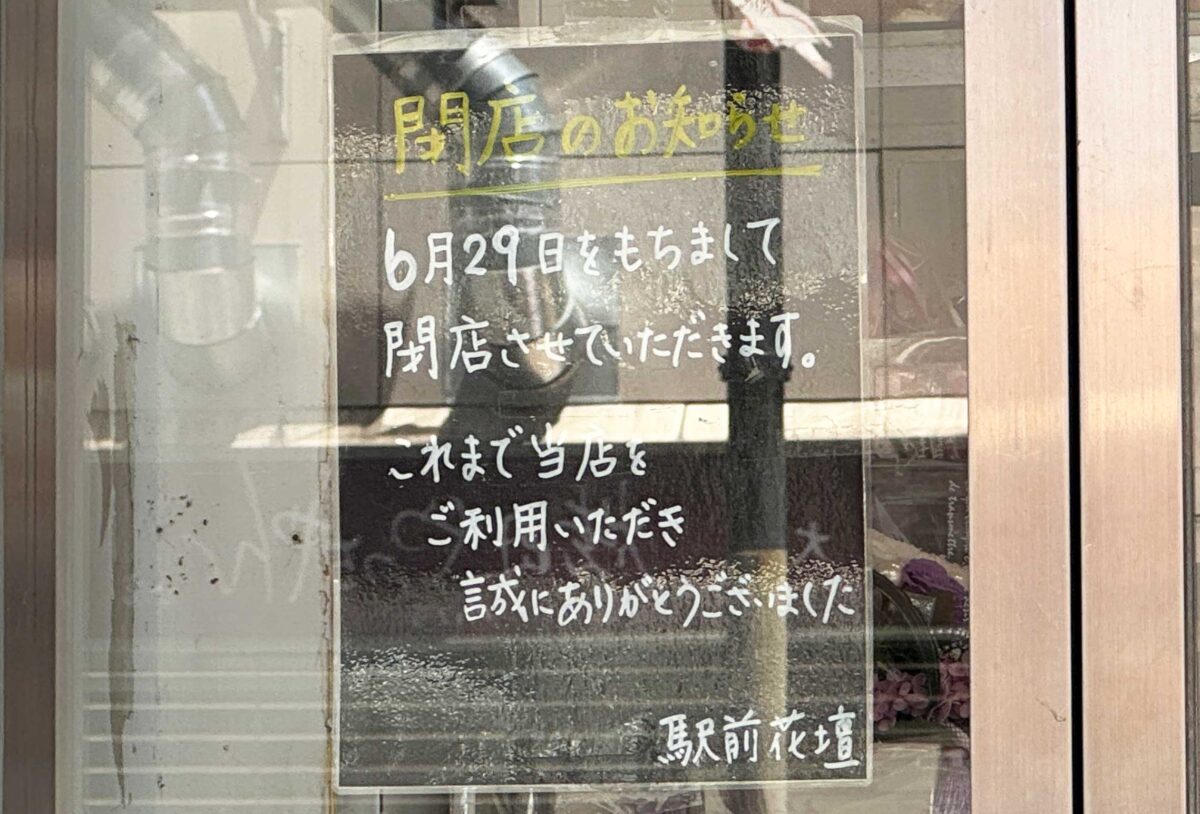 閉店のお知らせ
6月29日をもちまして
閉店させていただきます。
これまで当店を
ご利用いただき
誠にありがとうございました
駅前花壇